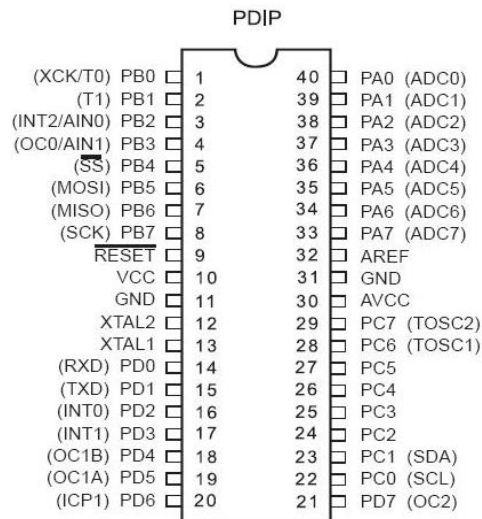 PDIP
(XCK/T0) PB0 1 40 PA0 (ADC0)
(T1) PB1 2 39 PA1 (ADC1)
(INT2/AIN0) PB2 3 38 PA2 (ADC2)
(OC0/AIN1) PB3 4 37 PA3 (ADC3)
(SS) PB4 5 36 PA4 (ADC4)
(MOSI) PB5 6 35 PA5 (ADC5)
(MISO) PB6 7 34 PA6 (ADC6)
(SCK) PB7 8 33 PA7 (ADC7)
RESET 9 32 AREF
VCC 10 31 GND
GND 11 30 AVCC
XTAL2 12 29 PC7 (TOSC2)
XTAL1 13 28 PC6 (TOSC1)
(RXD) PD0 14 27 PC5
(TXD) PD1 15 26 PC4
(INT0) PD2 16 25 PC3
(INT1) PD3 17 24 PC2
(OC1B) PD4 18 23 PC1 (SDA)
(OC1A) PD5 19 22 PC0 (SCL)
(ICP1) PD6 20 21 PD7 (OC2)